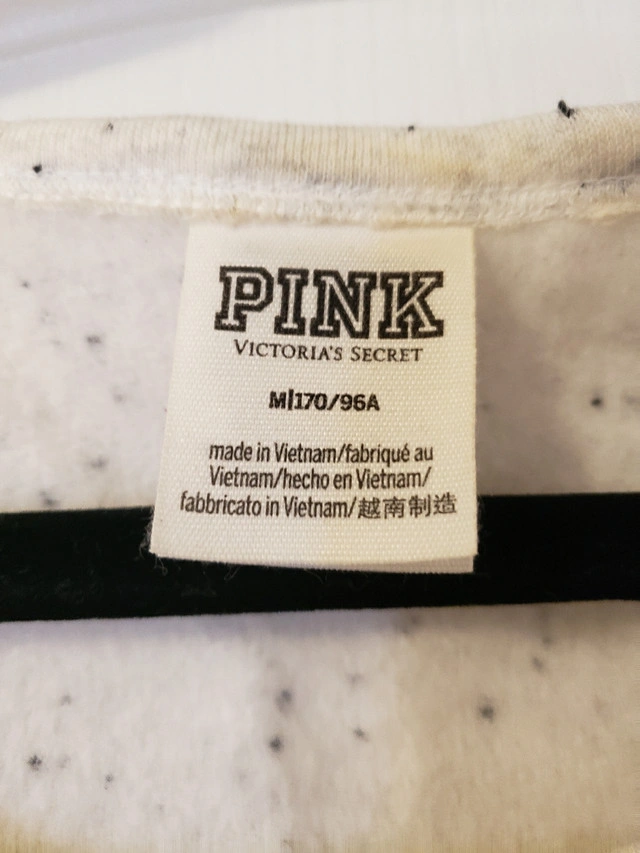 PINK
VICTORIA'S SECRET
M|170/96A
made in Vietnam/fabriqué au
Vietnam/hecho en Vietnam/
fabbricato in Vietnam/越南制造